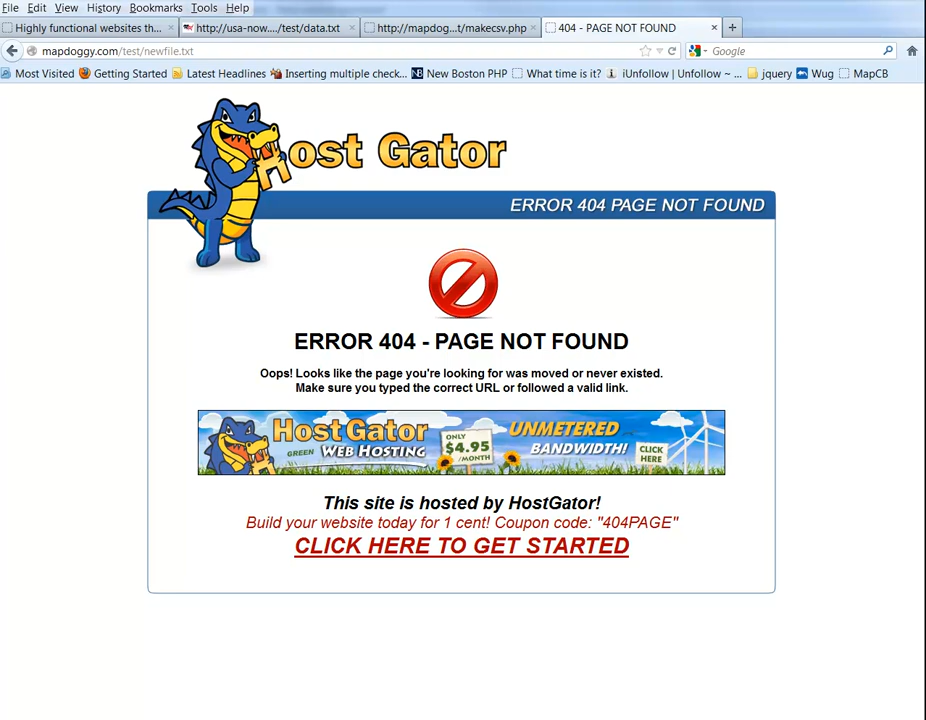 File Edit View History Bookmarks Tools Help
Highly functional websites th... http://usa-now..../test/data.txt http://mapdog...t/makecsv.php 404 - PAGE NOT FOUND
mapdoggy.com/test/newfile.txt Google
Most Visited Getting Started Latest Headlines Inserting multiple check... New Boston PHP What time is it? iUnfollow | Unfollow ~ ... jquery Wug MapCB
Host Gator
ERROR 404 PAGE NOT FOUND
ERROR 404 - PAGE NOT FOUND
Oops! Looks like the page you're looking for was moved or never existed.
Make sure you typed the correct URL or followed a valid link.
HostGator
GREEN WEB HOSTING
ONLY
$4.95
/MONTH
UNMETERED
BANDWIDTH!
CLICK
HERE
This site is hosted by HostGator!
Build your website today for 1 cent! Coupon code: "404PAGE"
CLICK HERE TO GET STARTED